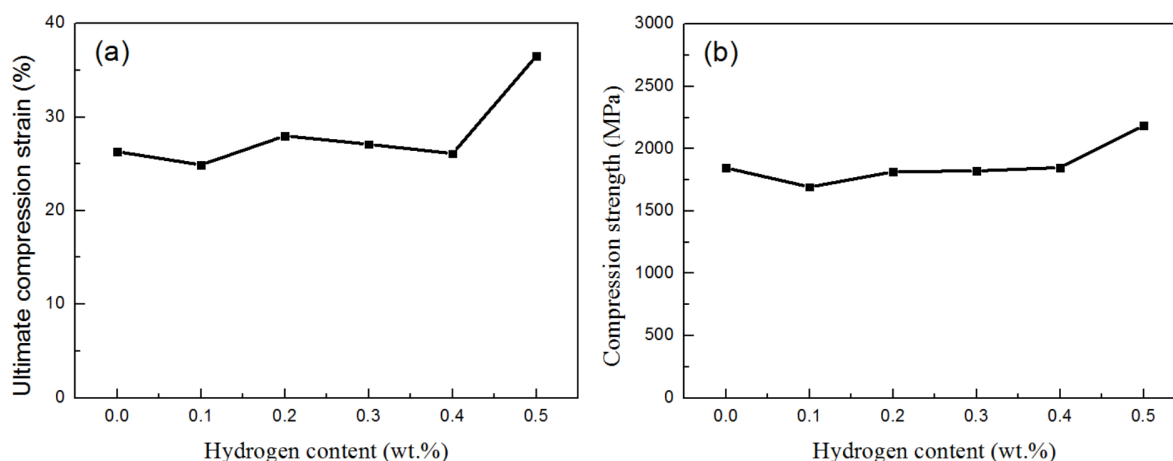 (a)
Ultimate compression strain (%)
40
30
20
10
0
0.0 0.1 0.2 0.3 0.4 0.5
Hydrogen content (wt.%)
(b)
Compression strength (MPa)
3000
2500
2000
1500
1000
500
0
0.0 0.1 0.2 0.3 0.4 0.5
Hydrogen content (wt.%)